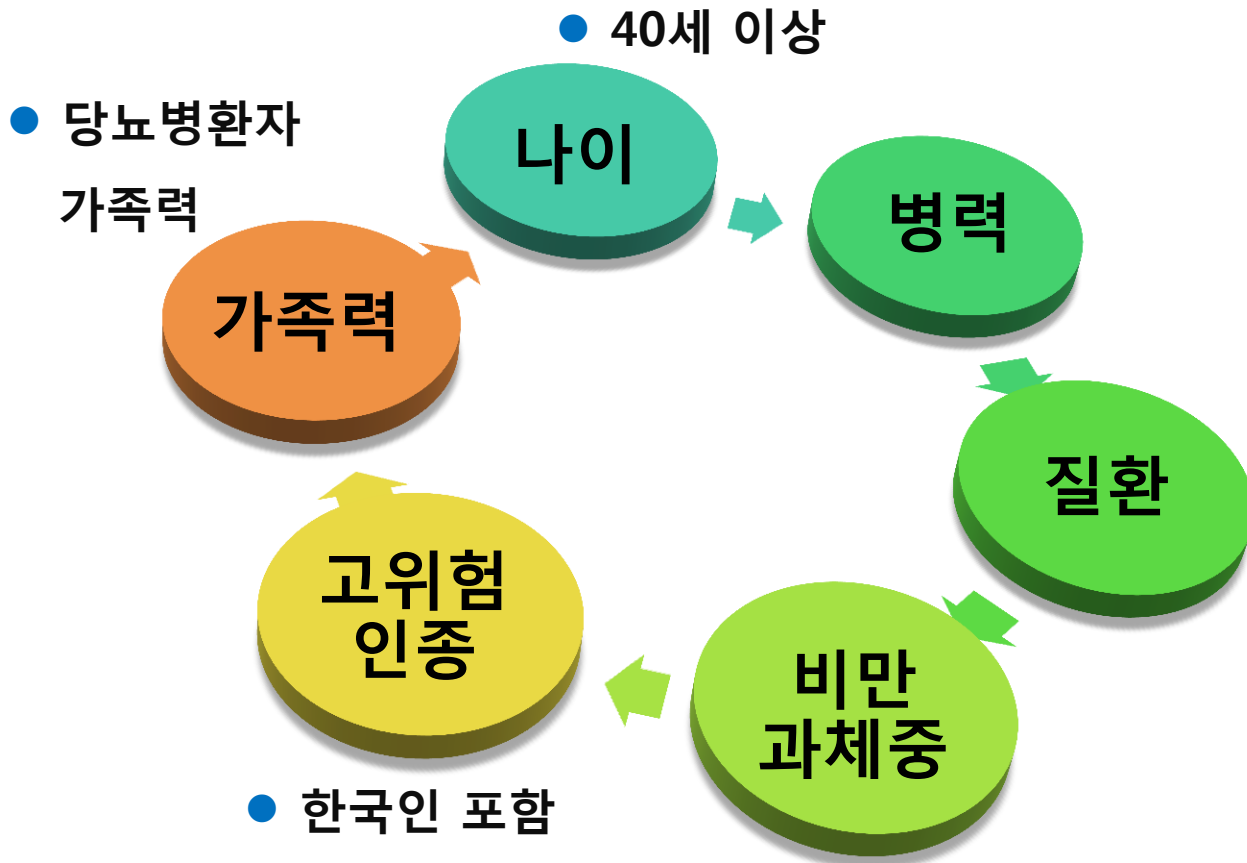 ● 40세 이상
● 당뇨병환자
가족력
나이
병력
가족력
질환
고위험
인종
비만
과체중
● 한국인 포함